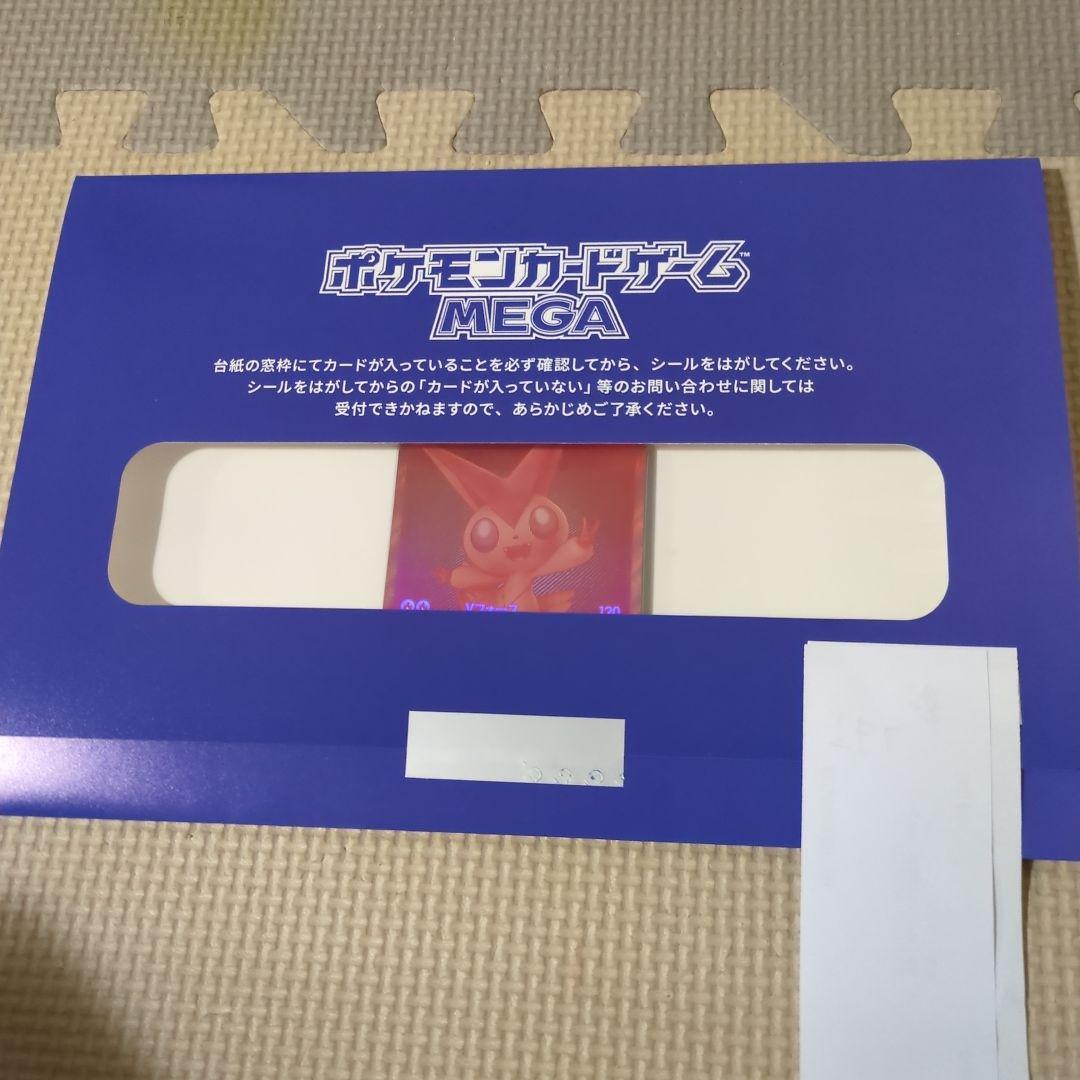 ポケモンカードゲーム™
MEGA
台紙の窓枠にてカードが入っていることを必ず確認してから、シールをはがしてください。
シールをはがしてからの「カードが入っていない」等のお問い合わせに関しては
受付できかねますので、あらかじめご了承ください。
Vフォース 120